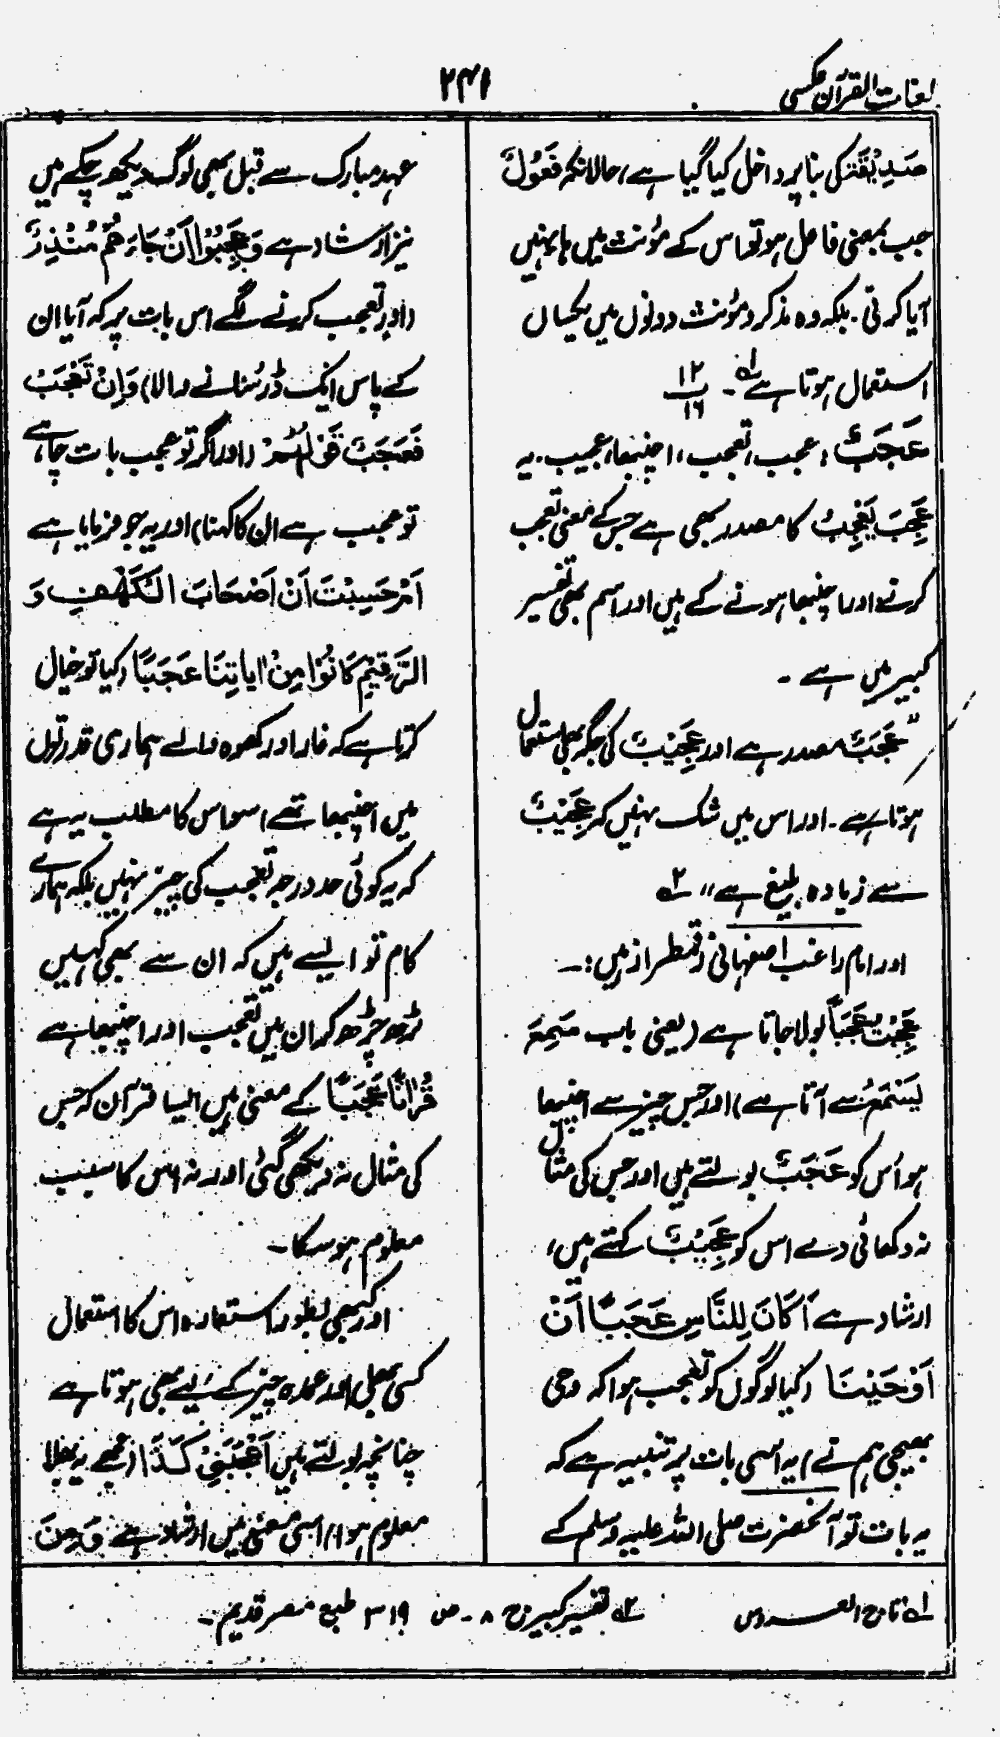 لغات القرآن عکسی
۲۴۱
صَدِیْقَۃ کی بنا پر داخل کیا گیا ہے، حالانکہ فَعُوْلٌ
جب بمعنی فاعل ہو تو اس کے مؤنث میں ہا، نہیں
آیا کرتی۔ بلکہ وہ مذکر و مؤنث دونوں میں یکساں
استعمال ہوتا ہے لہ۔ ۱۲/۱۶
عَجَبٌ: عجب، تعجب، اچنبھا، عجیب۔ یہ
عَجِبَ یَعْجَبُ کا مصدر بھی ہے جس کے معنی تعجب
کرنے اور اچنبھا ہونے کے ہیں اور اسم بھی تفسیر
کبیر میں ہے۔
"عَجَبٌ مصدر ہے اور عَجِیْبٌ کی جگہ بھی استعمال
ہوتا ہے۔ اور اس میں شک نہیں کہ عَجِیْبٌ
سے زیادہ بلیغ ہے" ۲ہ
اور امام راغب اصفہانی رقمطراز ہیں:۔
عَجِبْتُ عَجَباً بولا جاتا ہے (یعنی باب سَمِعَ
یَسْمَعُ سے آتا ہے) اور جس چیز سے اچنبھا
ہو اُس کو عَجَبٌ بولتے ہیں اور جس کی مثال
نہ دکھائی دے اس کو عَجِیْبٌ کہتے ہیں،
ارشاد ہے اَکَانَ لِلنَّاسِ عَجَبًا اَنْ
اَوْحَیْنَا (کیا لوگوں کو تعجب ہوا کہ وحی
بھیجی ہم نے) یہ اسی بات پر تنبیہ ہے کہ
یہ بات تو آنحضرت صلی اللہ علیہ وسلم کے
عہد مبارک سے قبل بھی لوگ دیکھ چکے ہیں
نیز ارشاد ہے وَعَجِبُوْا اَنْ جَاءَھُمْ مُنْذِرٌ
(اور تعجب کرنے لگے اس بات پر کہ آیا ان
کے پاس ایک ڈر سُنانے والا) وَاِنْ تَعْجَبْ
فَعَجَبٌ قَوْلُھُمْ (اور اگر تو عجب بات چاہے
تو عجب ہے ان کا کہنا) اور یہ جو فرمایا ہے
اَمْ حَسِبْتَ اَنَّ اَصْحَابَ الْکَھْفِ وَ
الرَّقِیْمِ کَانُوْا مِنْ اٰیَاتِنَا عَجَبًا (کیا تو خیال
کرتا ہے کہ غار اور کھوہ والے ہماری قدرتوں
میں اچنبھا تھے) سو اس کا مطلب یہ ہے
کہ یہ کوئی حد درجہ تعجب کی چیز نہیں بلکہ ہمارے
کام تو ایسے ہیں کہ ان سے بھی کہیں
بڑھ چڑھ کر ان میں تعجب اور اچنبھا ہے
قُرْاٰنًا عَجَبًا کے معنی ہیں ایسا قرآن کہ جس
کی مثال نہ دیکھی گئی اور نہ اس کا سبب
معلوم ہو سکا۔
اور کبھی بطور استعارہ اس کا استعمال
کسی بھلی اور عمدہ چیز کے لیے بھی ہوتا ہے
چنانچہ بولتے ہیں اَعْجَبَنِیْ کَذَا (مجھے یہ بھلا
معلوم ہوا) اسی معنی میں ارشاد ہے وَمِنَ
۱ہ تاج العروس
۲ہ تفسیر کبیر ج ۸۔ ص ۳۱۹ طبع مصر قدیم۔